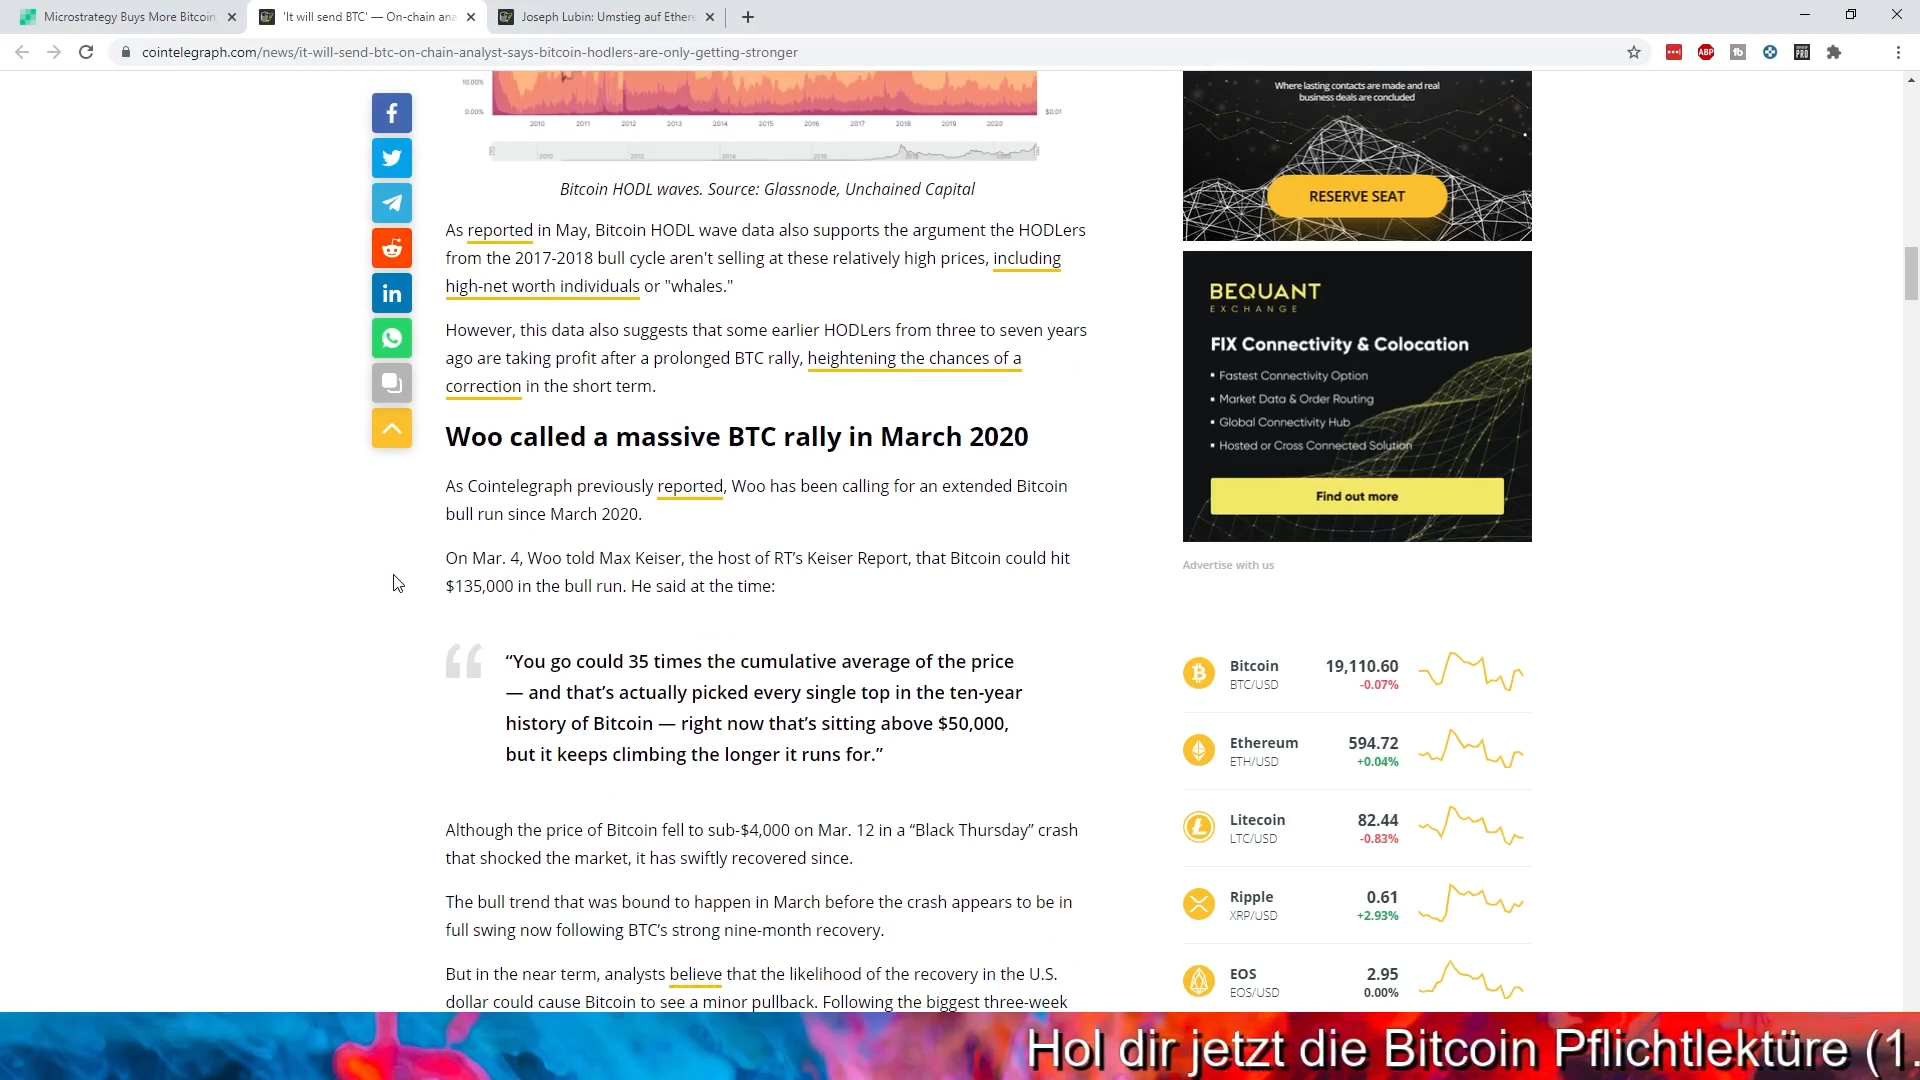 Microstrategy Buys More Bitcoin
'It will send BTC' — On-chain ana
Joseph Lubin: Umstieg auf Ethere
cointelegraph.com/news/it-will-send-btc-on-chain-analyst-says-bitcoin-hodlers-are-only-getting-stronger
ABP
PRO
10.00%
0.00%
$0.01
2010 2011 2012 2013 2014 2015 2016 2017 2018 2019 2020
Bitcoin HODL waves. Source: Glassnode, Unchained Capital
As reported in May, Bitcoin HODL wave data also supports the argument the HODLers
from the 2017-2018 bull cycle aren't selling at these relatively high prices, including
high-net worth individuals or "whales."
However, this data also suggests that some earlier HODLers from three to seven years
ago are taking profit after a prolonged BTC rally, heightening the chances of a
correction in the short term.
Woo called a massive BTC rally in March 2020
As Cointelegraph previously reported, Woo has been calling for an extended Bitcoin
bull run since March 2020.
On Mar. 4, Woo told Max Keiser, the host of RT’s Keiser Report, that Bitcoin could hit
$135,000 in the bull run. He said at the time:
“You go could 35 times the cumulative average of the price
— and that’s actually picked every single top in the ten-year
history of Bitcoin — right now that’s sitting above $50,000,
but it keeps climbing the longer it runs for.”
Although the price of Bitcoin fell to sub-$4,000 on Mar. 12 in a “Black Thursday” crash
that shocked the market, it has swiftly recovered since.
The bull trend that was bound to happen in March before the crash appears to be in
full swing now following BTC’s strong nine-month recovery.
But in the near term, analysts believe that the likelihood of the recovery in the U.S.
dollar could cause Bitcoin to see a minor pullback. Following the biggest three-week
Where lasting contacts are made and real
business deals are concluded
RESERVE SEAT
BEQUANT
EXCHANGE
FIX Connectivity & Colocation
▪ Fastest Connectivity Option
▪ Market Data & Order Routing
▪ Global Connectivity Hub
▪ Hosted or Cross Connected Solution
Find out more
Advertise with us
Bitcoin 19,110.60
BTC/USD -0.07%
Ethereum 594.72
ETH/USD +0.04%
Litecoin 82.44
LTC/USD -0.83%
Ripple 0.61
XRP/USD +2.93%
EOS 2.95
EOS/USD 0.00%
Hol dir jetzt die Bitcoin Pflichtlektüre (1.